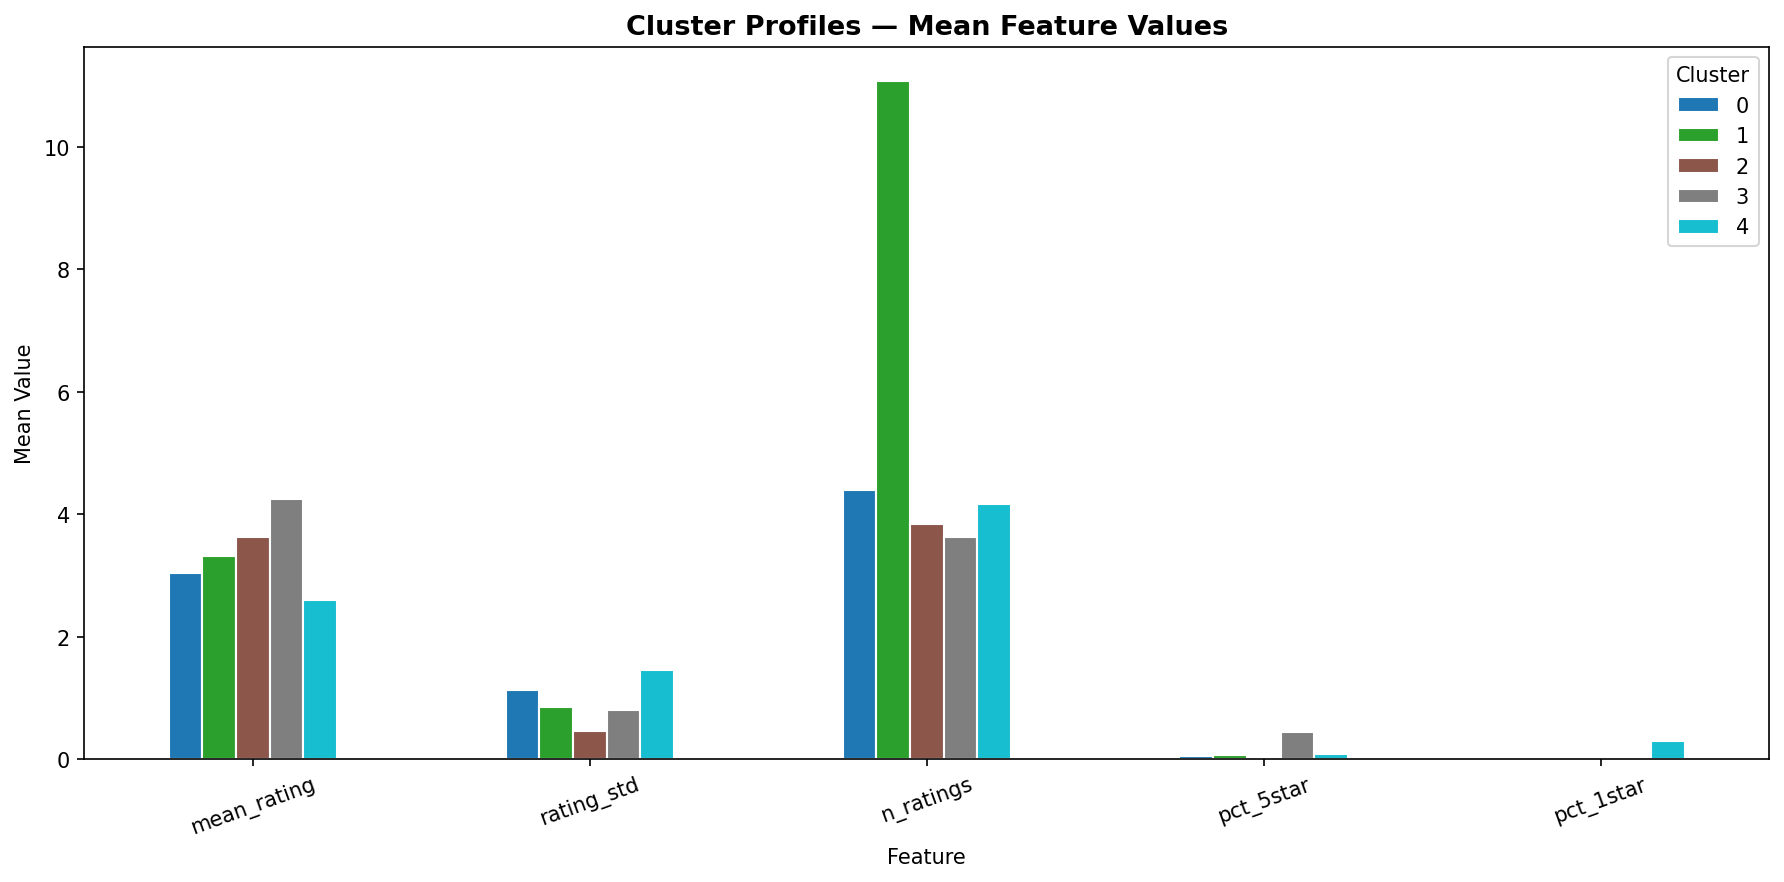 Cluster Profiles — Mean Feature Values
Cluster
0
1
2
3
4
Mean Value
10
8
6
4
2
0
mean_rating
rating_std
n_ratings
pct_5star
pct_1star
Feature